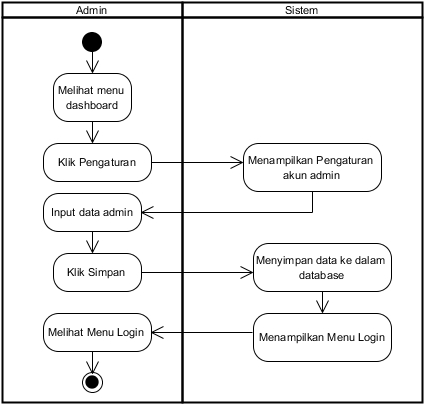 Admin
Sistem
Melihat menu
dashboard
Klik Pengaturan
Menampilkan Pengaturan
akun admin
Input data admin
Klik Simpan
Menyimpan data ke dalam
database
Melihat Menu Login
Menampilkan Menu Login